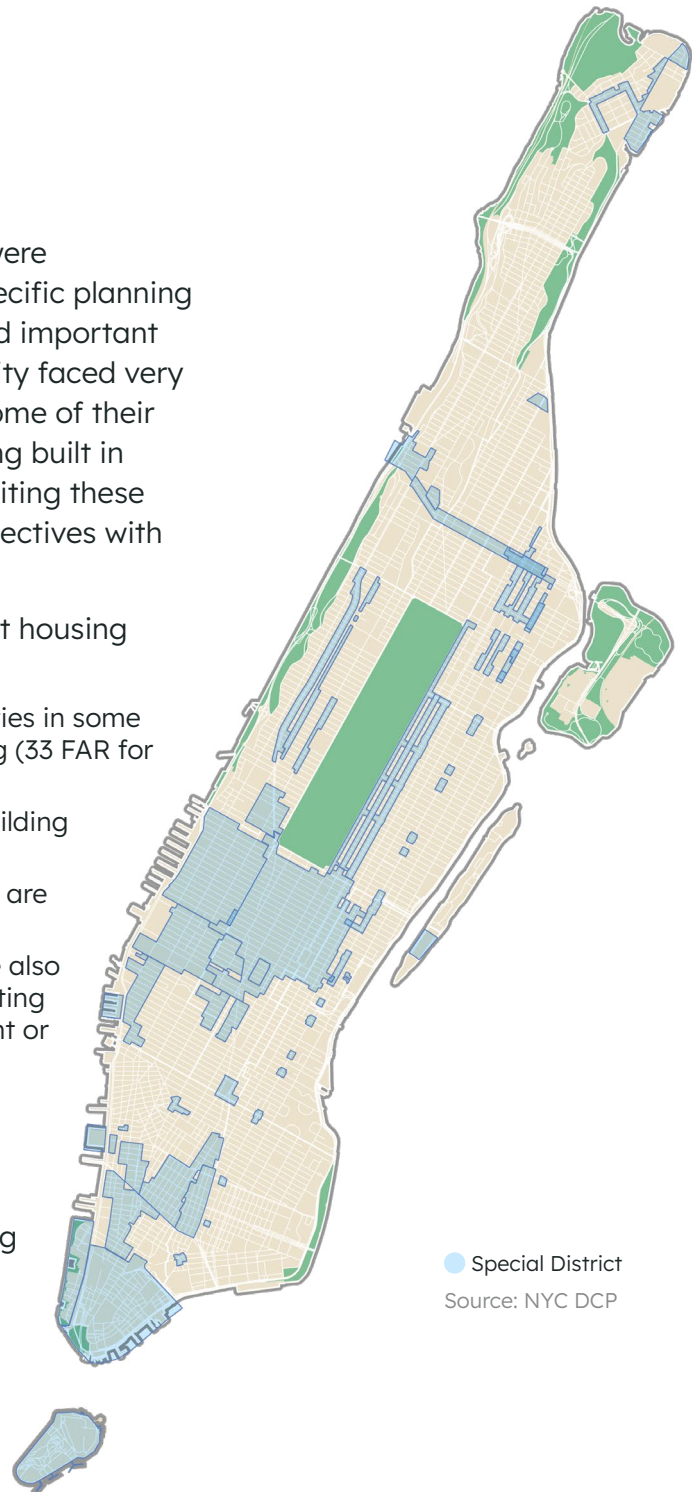 were
ecific planning
d important
ity faced very
ome of their
ng built in
iting these
ectives with
t housing
ies in some
g (33 FAR for
ilding
are
also
ting
nt or
g
Special District
Source: NYC DCP